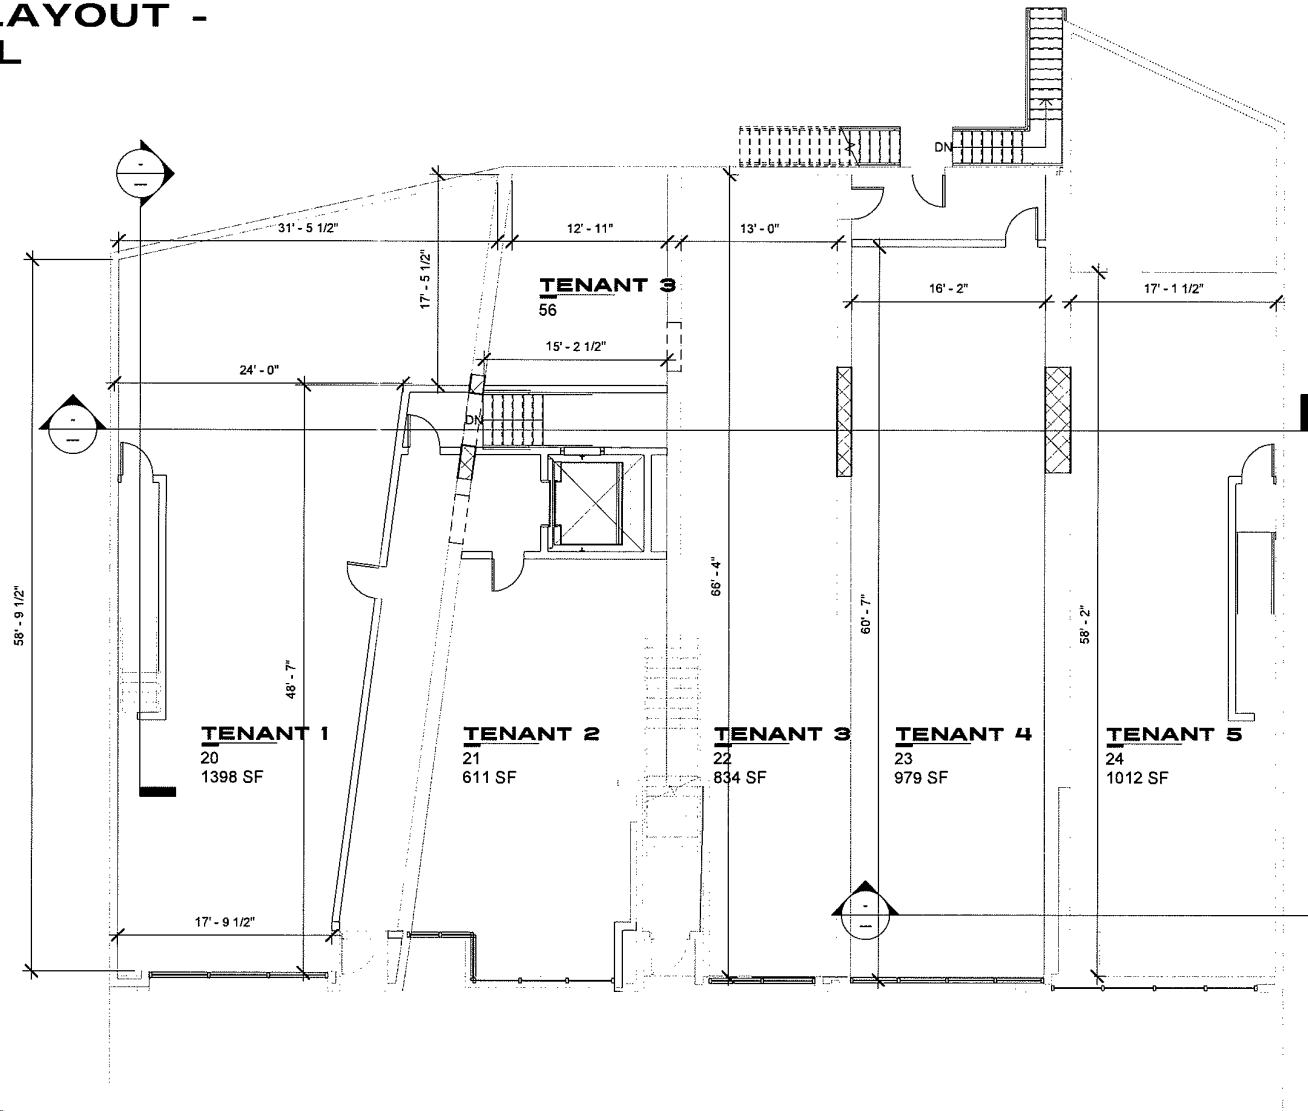 LAYOUT -
L
DN
31' - 5 1/2"
12' - 11"
13' - 0"
17' - 5 1/2"
TENANT 3
56
16' - 2"
17' - 1 1/2"
15' - 2 1/2"
24' - 0"
DN
58' - 9 1/2"
48' - 7"
66' - 4"
60' - 7"
58' - 2"
TENANT 1
20
1398 SF
TENANT 2
21
611 SF
TENANT 3
22
834 SF
TENANT 4
23
979 SF
TENANT 5
24
1012 SF
17' - 9 1/2"